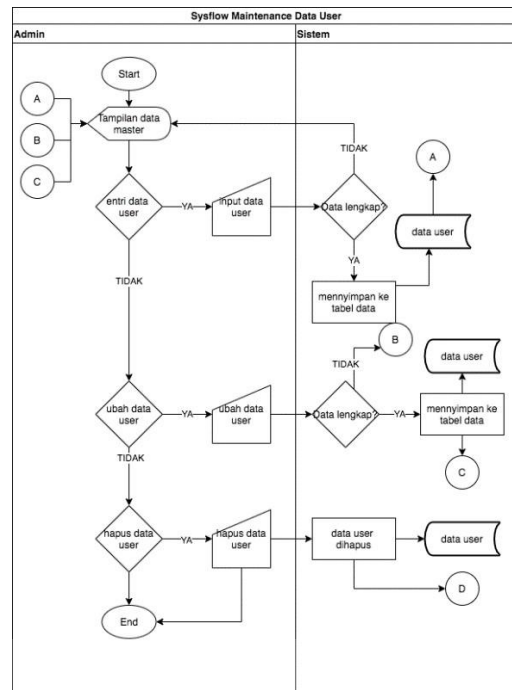 Sysflow Maintenance Data User
Admin
Sistem
Start
A
B
C
Tampilan data
master
TIDAK
A
entri data
user
YA
input data
user
Data lengkap?
data user
YA
TIDAK
mennyimpan ke
tabel data
B
TIDAK
data user
ubah data
user
YA
ubah data
user
Data lengkap?
YA
mennyimpan ke
tabel data
TIDAK
C
hapus data
user
YA
hapus data
user
data user
dihapus
data user
D
End